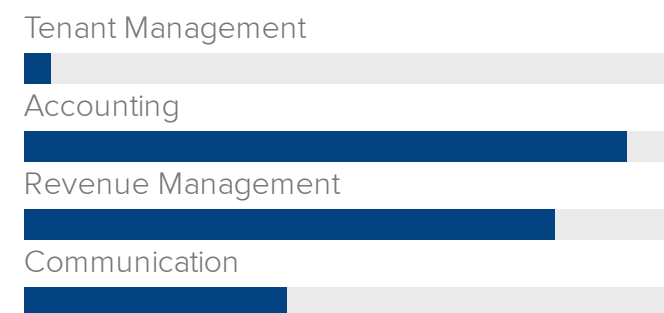 Tenant Management
Accounting
Revenue Management
Communication